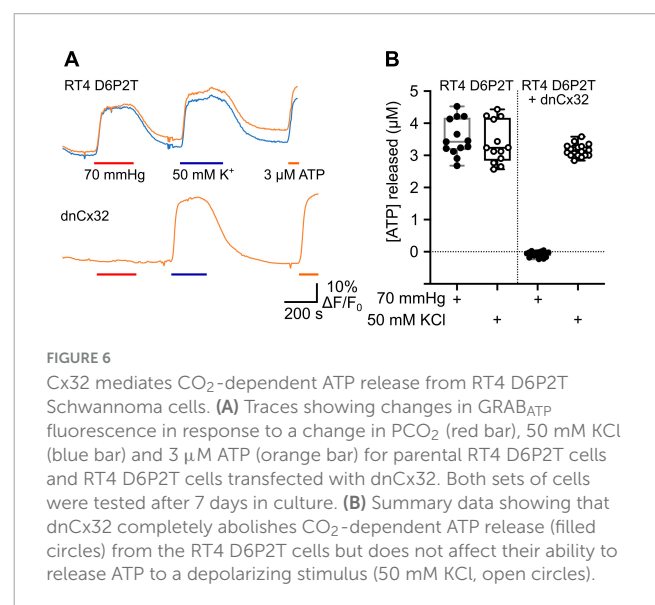 A
RT4 D6P2T
70 mmHg
50 mM K⁺
3 μM ATP
dnCx32
10%
ΔF/F₀
200 s
B
RT4 D6P2T
RT4 D6P2T
+ dnCx32
[ATP] released (μM)
5
4
3
2
1
0
70 mmHg + +
50 mM KCl + +
FIGURE 6
Cx32 mediates CO₂-dependent ATP release from RT4 D6P2T
Schwannoma cells. (A) Traces showing changes in GRAB_ATP
fluorescence in response to a change in PCO₂ (red bar), 50 mM KCl
(blue bar) and 3 μM ATP (orange bar) for parental RT4 D6P2T cells
and RT4 D6P2T cells transfected with dnCx32. Both sets of cells
were tested after 7 days in culture. (B) Summary data showing that
dnCx32 completely abolishes CO₂-dependent ATP release (filled
circles) from the RT4 D6P2T cells but does not affect their ability to
release ATP to a depolarizing stimulus (50 mM KCl, open circles).